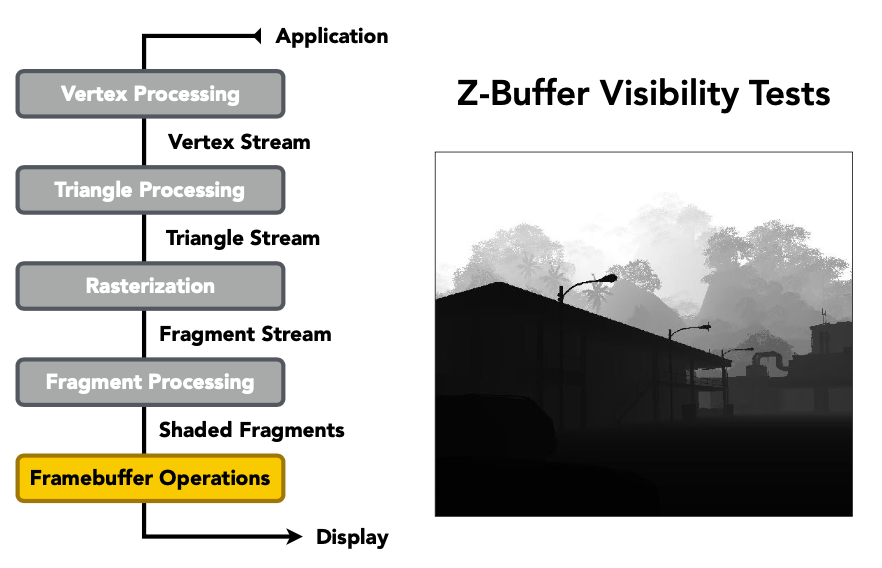 Application
Vertex Processing
Vertex Stream
Triangle Processing
Triangle Stream
Rasterization
Fragment Stream
Fragment Processing
Shaded Fragments
Framebuffer Operations
Display
Z-Buffer Visibility Tests